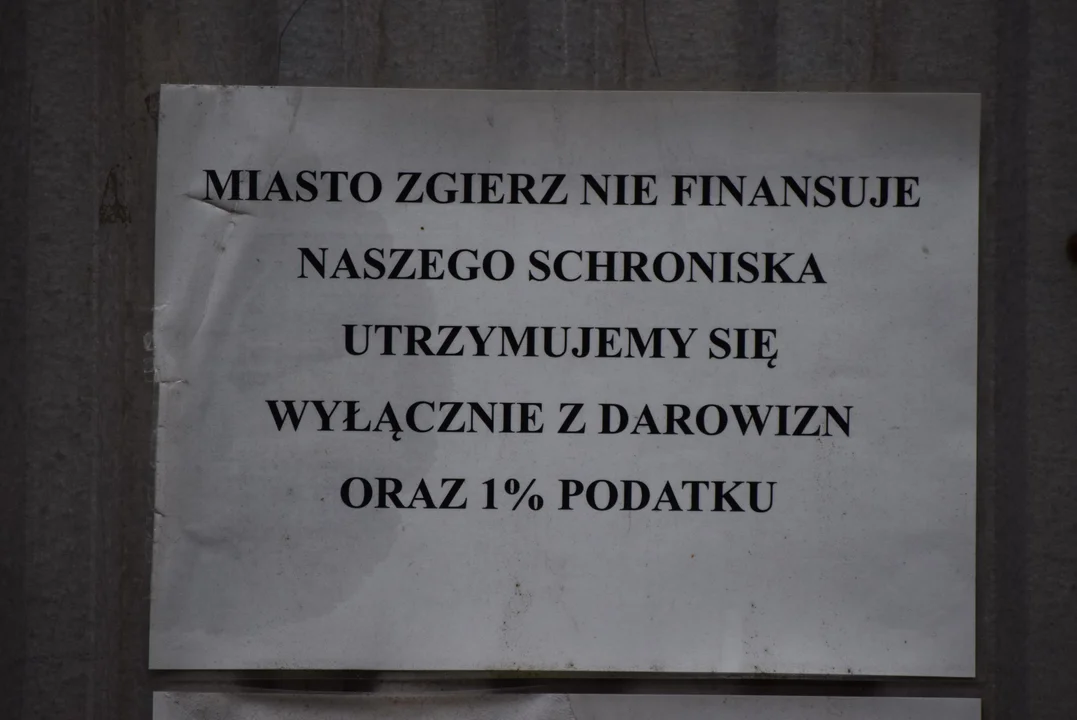 MIASTO ZGIERZ NIE FINANSUJE
NASZEGO SCHRONISKA
UTRZYMUJEMY SIĘ
WYŁĄCZNIE Z DAROWIZN
ORAZ 1% PODATKU